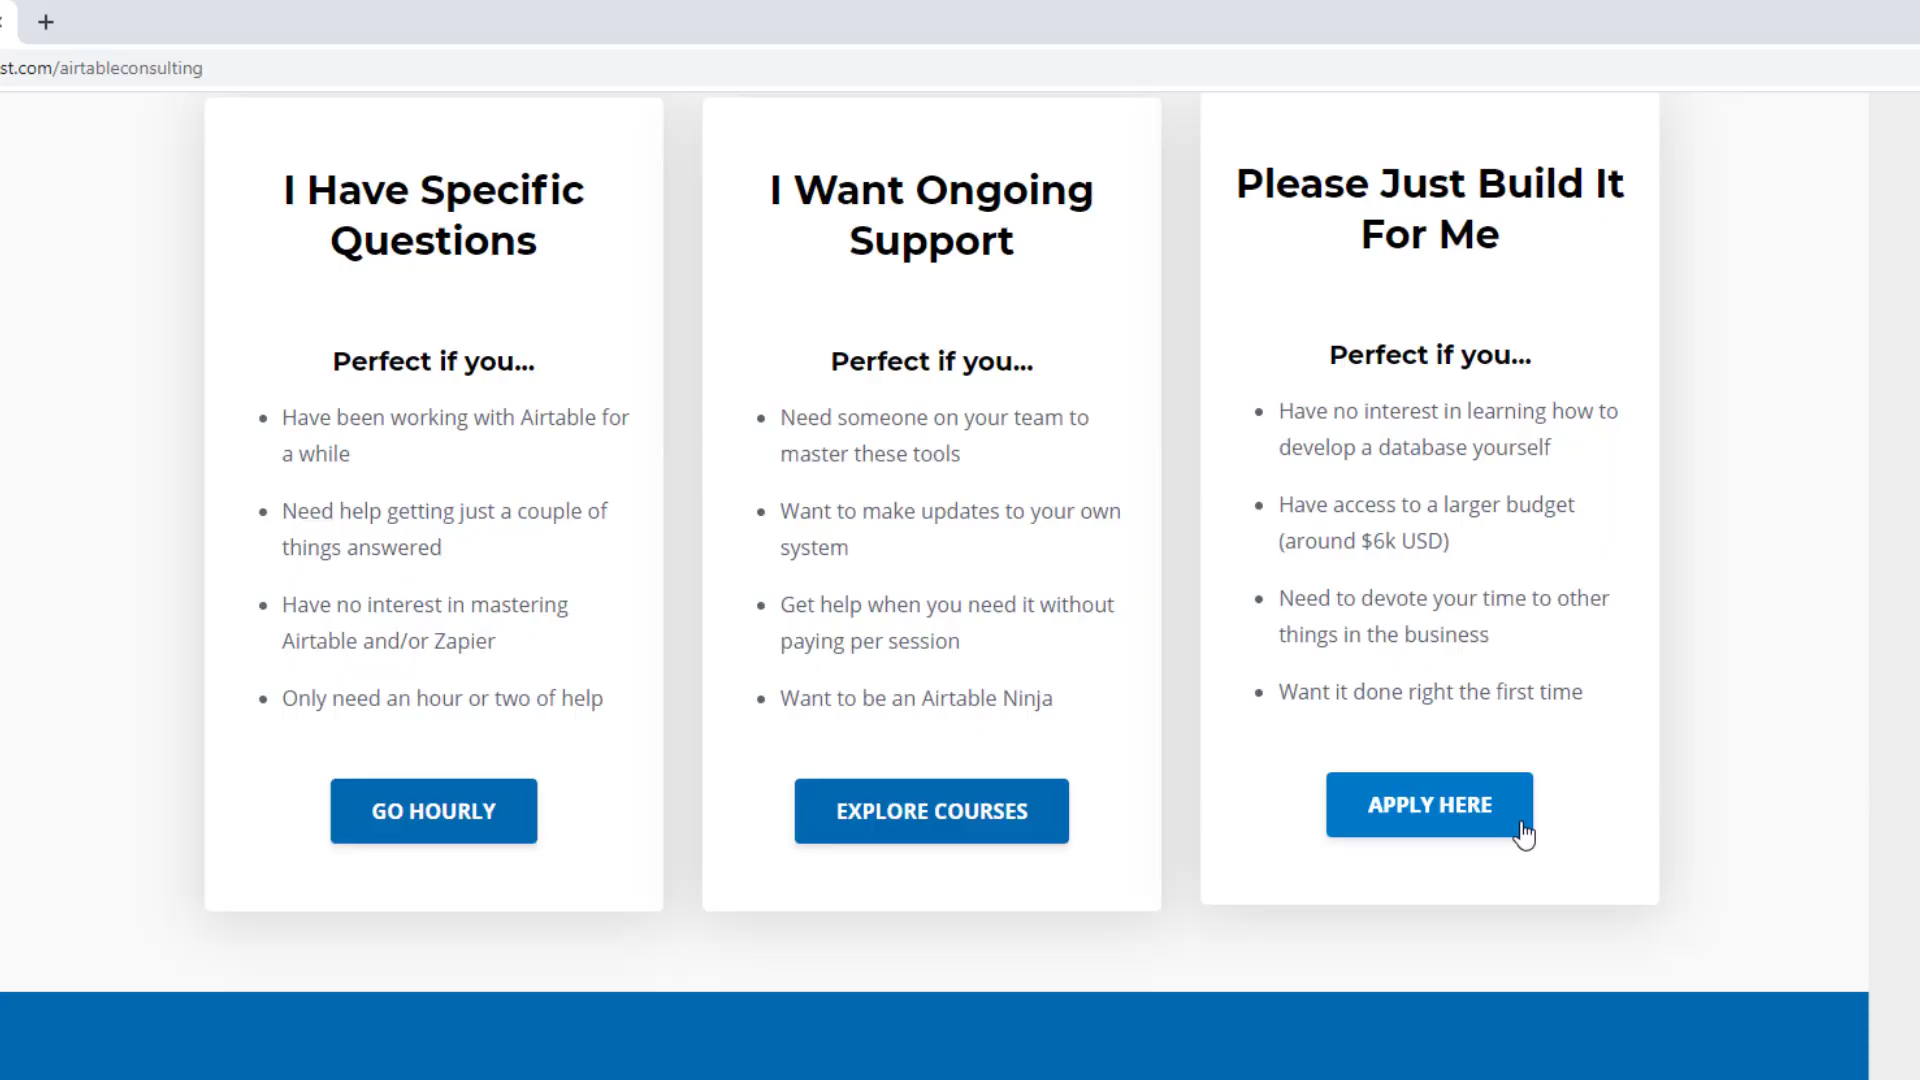 st.com/airtableconsulting
I Have Specific
Questions
Perfect if you...
• Have been working with Airtable for
a while
• Need help getting just a couple of
things answered
• Have no interest in mastering
Airtable and/or Zapier
• Only need an hour or two of help
GO HOURLY
I Want Ongoing
Support
Perfect if you...
• Need someone on your team to
master these tools
• Want to make updates to your own
system
• Get help when you need it without
paying per session
• Want to be an Airtable Ninja
EXPLORE COURSES
Please Just Build It
For Me
Perfect if you...
• Have no interest in learning how to
develop a database yourself
• Have access to a larger budget
(around $6k USD)
• Need to devote your time to other
things in the business
• Want it done right the first time
APPLY HERE